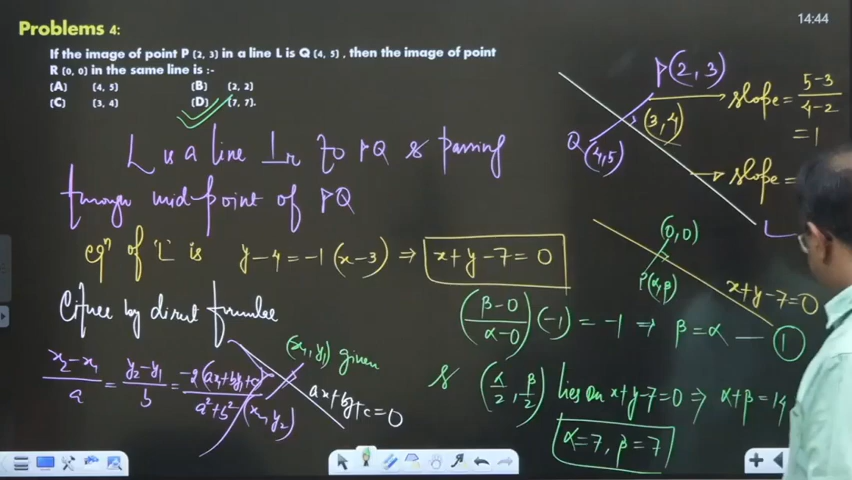 Problems 4:
14:44
If the image of point P (2, 3) in a line L is Q (4, 5), then the image of point
R (0, 0) in the same line is :-
(A) (4, 5) (B) (2, 2)
(C) (3, 4) (D) (7, 7).
P(2, 3)
slope = 5-3/4-2
= 1
(3, 4)
Q(4, 5)
slope =
L
L is a line ⊥r to PQ & passing
through mid-point of PQ
eqn of 'L' is y-4 = -1(x-3) ⇒ x+y-7=0
(0, 0)
P(α, β)
x+y-7=0
(β-0/α-0)(-1) = -1 ⇒ β=α — 1
& (α/2, β/2) lies on x+y-7=0 ⇒ α+β=14
α=7, β=7
by direct formulae
(x1, y1) given
x2-x1/a = y2-y1/b = -2(ax1+by1+c)/a²+b²
ax+by+c=0
(x2, y2)